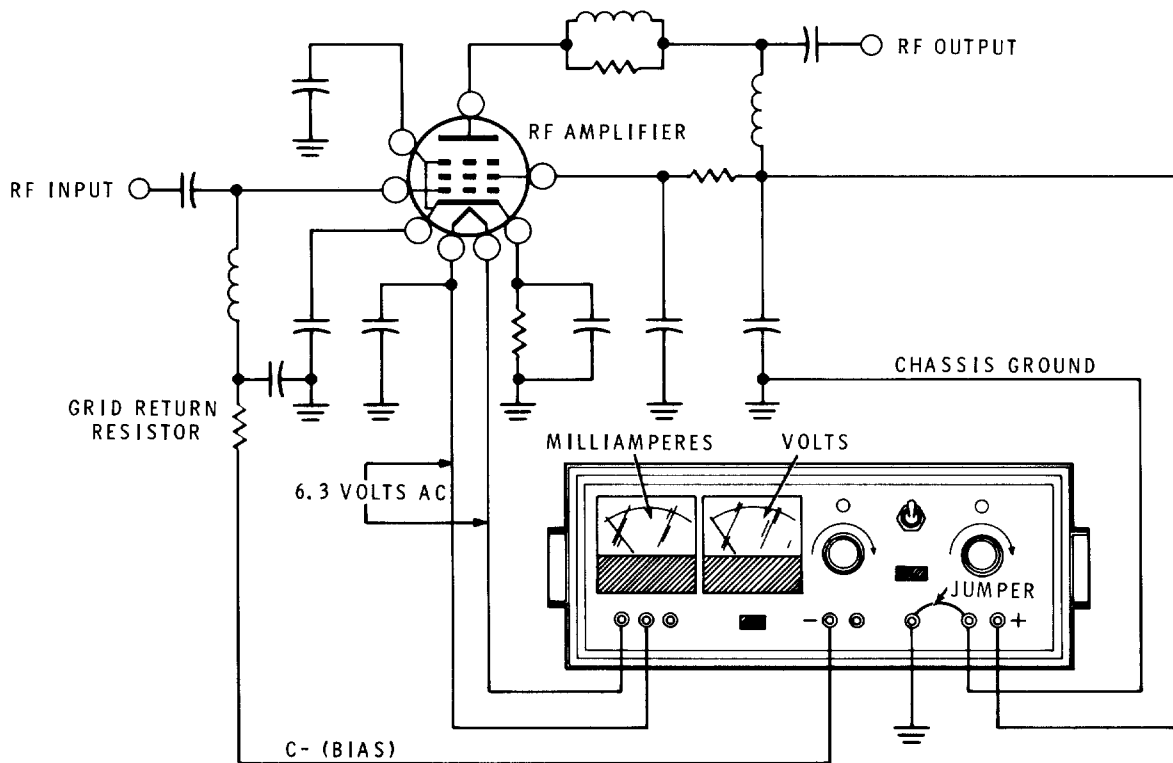 RF OUTPUT
RF AMPLIFIER
RF INPUT
CHASSIS GROUND
GRID RETURN
RESISTOR
MILLIAMPERES
VOLTS
6.3 VOLTS AC
JUMPER
- +
C- (BIAS)